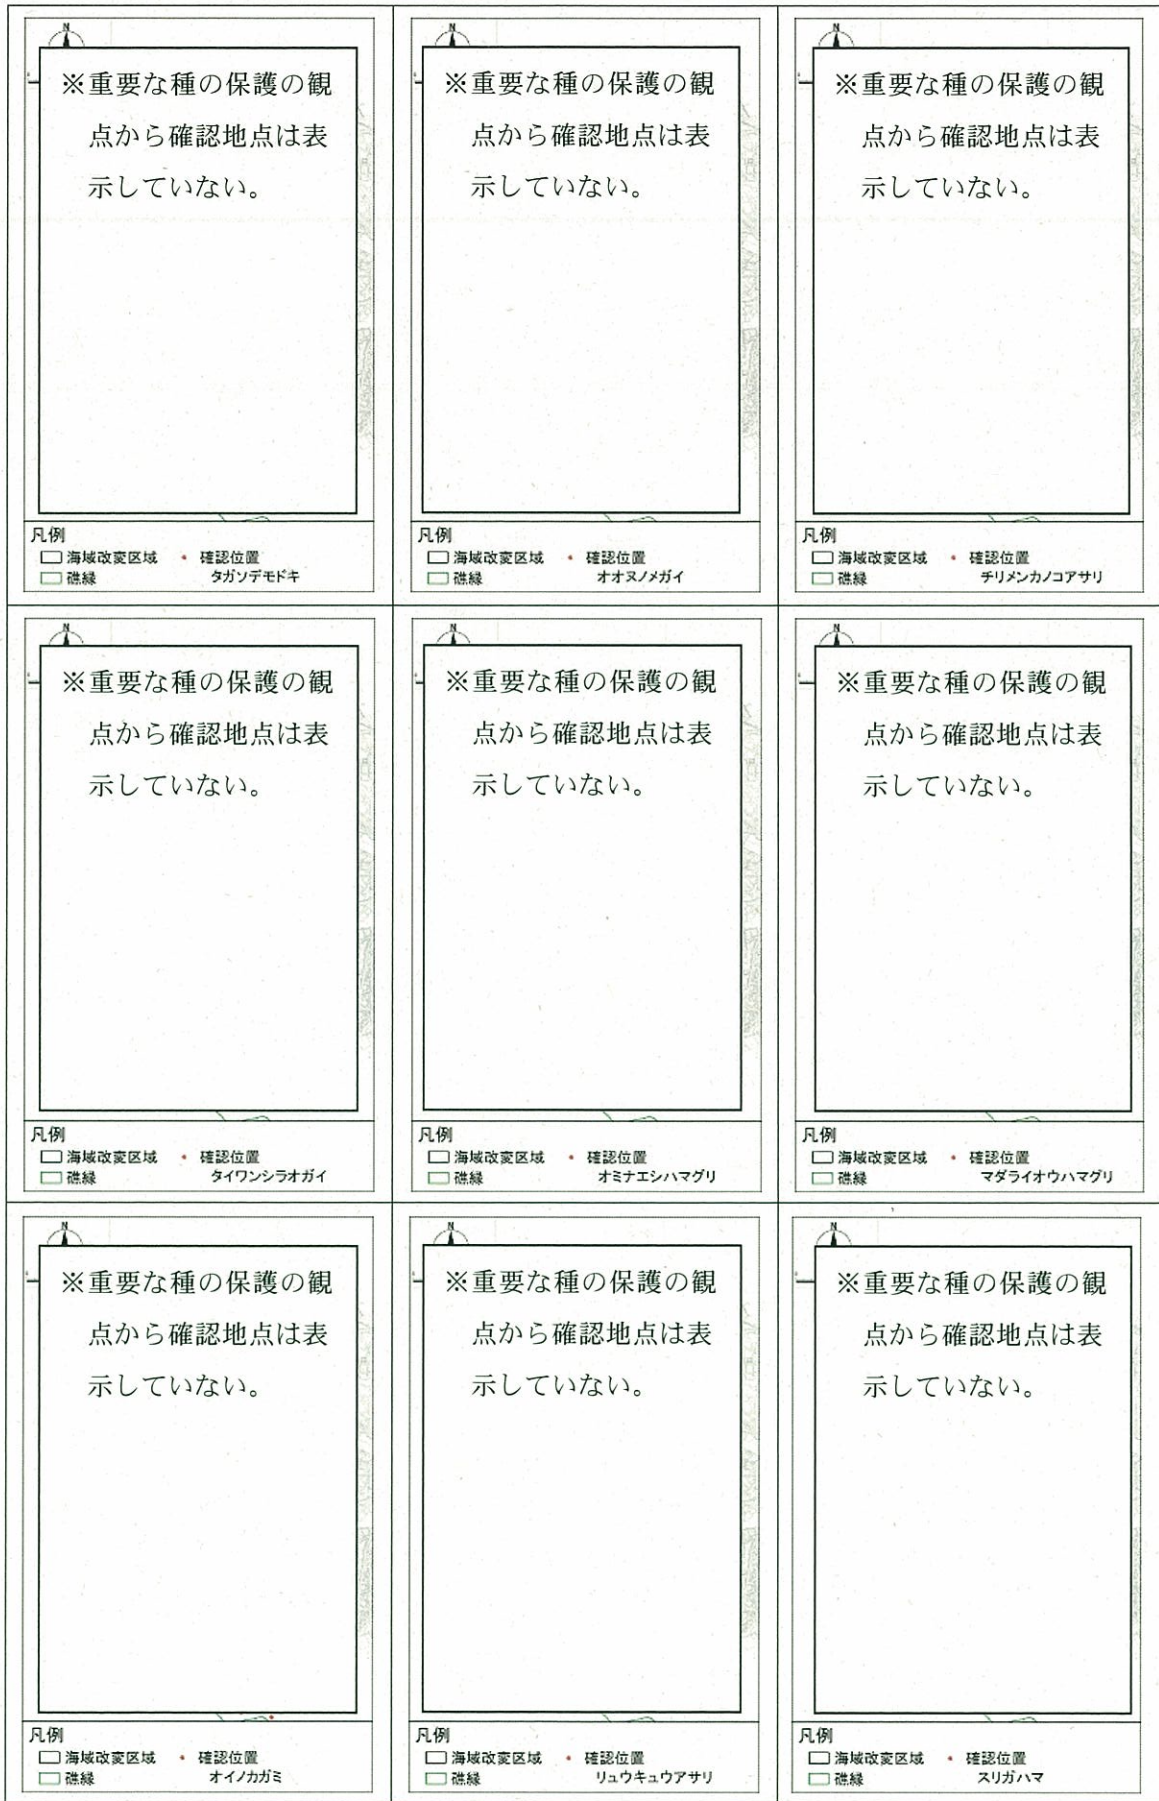 N
※重要な種の保護の観
点から確認地点は表
示していない。
凡例
海域改変区域 確認位置
礁縁 タガソデモドキ
N
※重要な種の保護の観
点から確認地点は表
示していない。
凡例
海域改変区域 確認位置
礁縁 オオヌノメガイ
N
※重要な種の保護の観
点から確認地点は表
示していない。
凡例
海域改変区域 確認位置
礁縁 チリメンカノコアサリ
N
※重要な種の保護の観
点から確認地点は表
示していない。
凡例
海域改変区域 確認位置
礁縁 タイワンシラオガイ
N
※重要な種の保護の観
点から確認地点は表
示していない。
凡例
海域改変区域 確認位置
礁縁 オミナエシハマグリ
N
※重要な種の保護の観
点から確認地点は表
示していない。
凡例
海域改変区域 確認位置
礁縁 マダライオウハマグリ
N
※重要な種の保護の観
点から確認地点は表
示していない。
凡例
海域改変区域 確認位置
礁縁 オイノカガミ
N
※重要な種の保護の観
点から確認地点は表
示していない。
凡例
海域改変区域 確認位置
礁縁 リュウキュウアサリ
N
※重要な種の保護の観
点から確認地点は表
示していない。
凡例
海域改変区域 確認位置
礁縁 スリガハマ